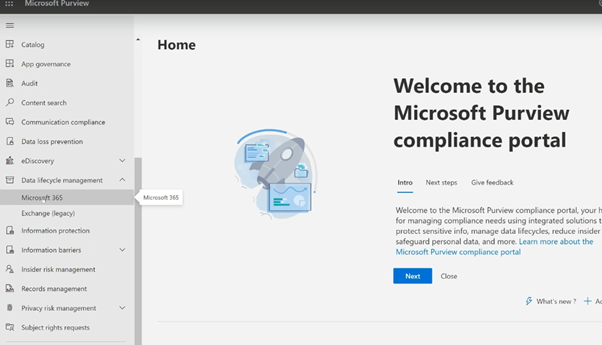 Microsoft Purview
Catalog
App governance
Audit
Content search
Communication compliance
Data loss prevention
eDiscovery
Data lifecycle management
Microsoft 365
Microsoft 365
Exchange (legacy)
Information protection
Information barriers
Insider risk management
Records management
Privacy risk management
Subject rights requests
Home
Welcome to the
Microsoft Purview
compliance portal
Intro Next steps Give feedback
Welcome to the Microsoft Purview compliance portal, your h
for managing compliance needs using integrated solutions t
protect sensitive info, manage data lifecycles, reduce insider
safeguard personal data, and more. Learn more about the
Microsoft Purview compliance portal
Next Close
What's new ? + Ad